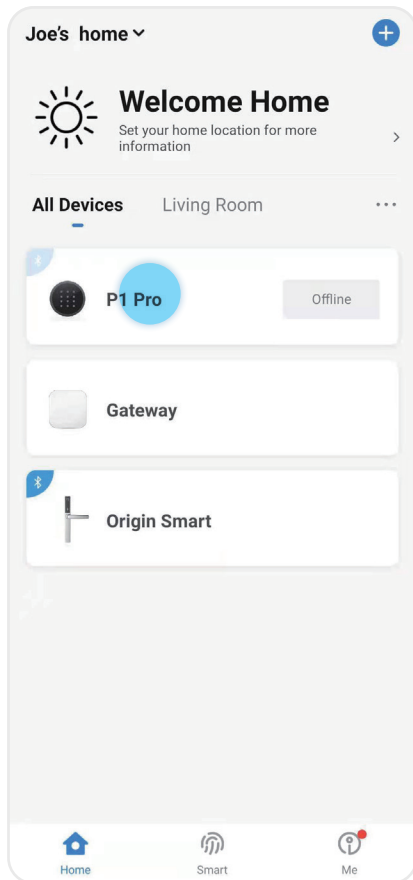 Joe's home
Welcome Home
Set your home location for more
information
All Devices
Living Room
P1 Pro
Offline
Gateway
Origin Smart
Home
Smart
Me